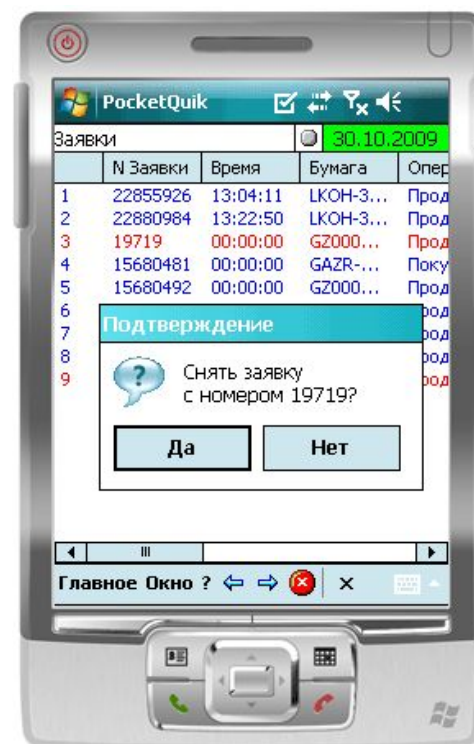 PocketQuik
Заявки 30.10.2009
N Заявки Время Бумага Опер
1 22855926 13:04:11 LKOH-3... Прод
2 22880984 13:22:50 LKOH-3... Прод
3 19719 00:00:00 GZ000... Прод
4 15680481 00:00:00 GAZR-... Поку
5 15680492 00:00:00 GZ000... Прод
6
7
8
9
Подтверждение
Снять заявку
с номером 19719?
Да Нет
Главное Окно ?